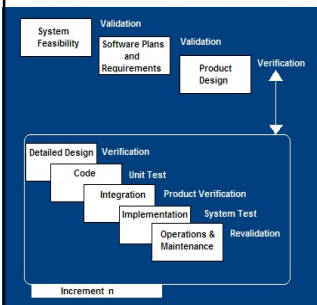 System
Feasibility
Validation
Software Plans
and
Requirements
Validation
Product
Design
Verification
Detailed Design
Verification
Code
Unit Test
Integration
Product Verification
Implementation
System Test
Operations &
Maintenance
Revalidation
Increment n